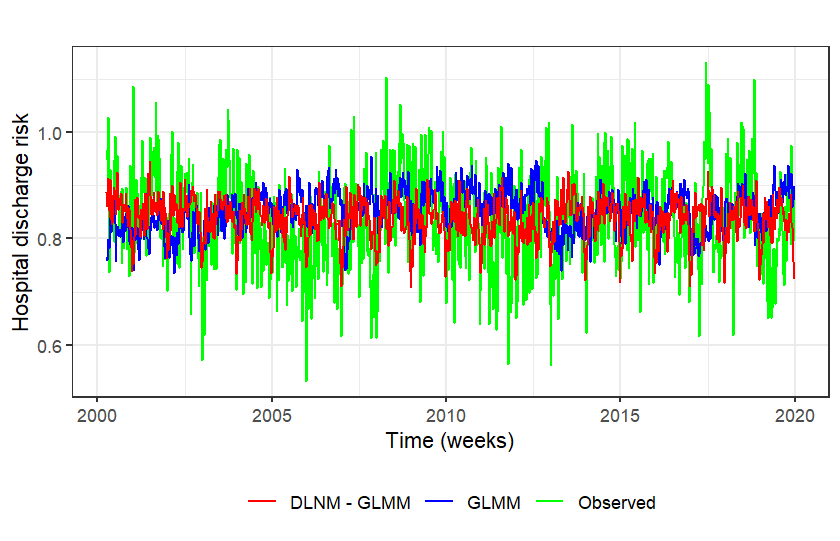 Hospital discharge risk
1.0
0.8
0.6
2000 2005 2010 2015 2020
Time (weeks)
DLNM - GLMM GLMM Observed